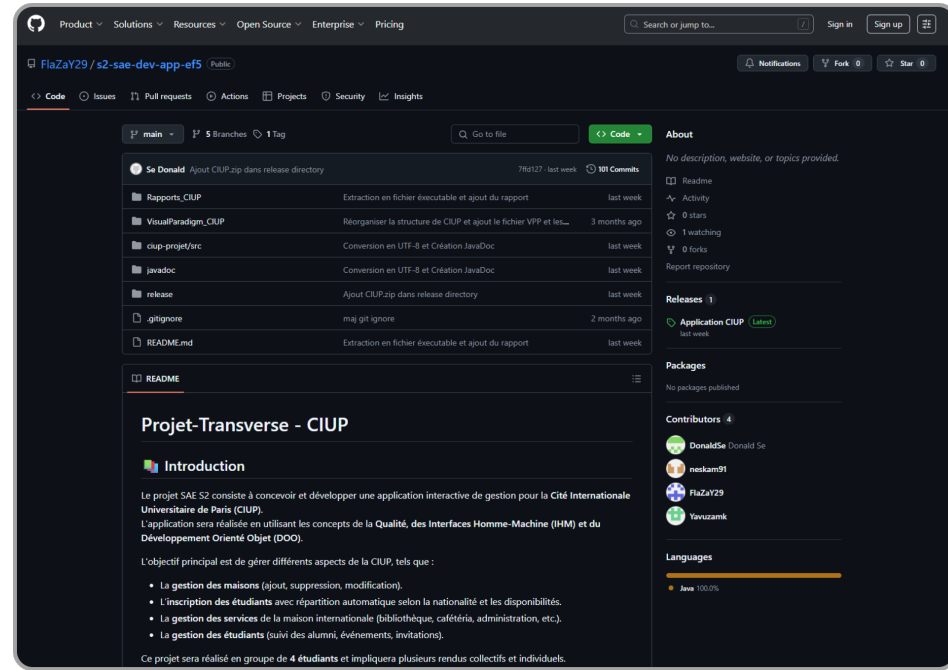 Product Solutions Resources Open Source Enterprise Pricing Search or jump to... / Sign in Sign up
FlaZaY29 / s2-sae-dev-app-ef5 Public Notifications Fork 0 Star 0
Code Issues Pull requests Actions Projects Security Insights
main 5 Branches 1 Tag Go to file Code
Se Donald Ajout CIUP.zip dans release directory 7ffd127 · last week 101 Commits
Rapports_CIUP Extraction en fichier éxecutable et ajout du rapport last week
VisualParadigm_CIUP Réorganiser la structure de CIUP et ajout le fichier VPP et les... 3 months ago
ciup-projet/src Conversion en UTF-8 et Création JavaDoc last week
javadoc Conversion en UTF-8 et Création JavaDoc last week
release Ajout CIUP.zip dans release directory last week
.gitignore maj git ignore 2 months ago
README.md Extraction en fichier éxecutable et ajout du rapport last week
README
Projet-Transverse - CIUP
Introduction
Le projet SAE S2 consiste à concevoir et développer une application interactive de gestion pour la Cité Internationale
Universitaire de Paris (CIUP).
L'application sera réalisée en utilisant les concepts de la Qualité, des Interfaces Homme-Machine (IHM) et du
Développement Orienté Objet (DOO).
L'objectif principal est de gérer différents aspects de la CIUP, tels que :
• La gestion des maisons (ajout, suppression, modification).
• L'inscription des étudiants avec répartition automatique selon la nationalité et les disponibilités.
• La gestion des services de la maison internationale (bibliothèque, cafétéria, administration, etc.).
• La gestion des étudiants (suivi des alumni, événements, invitations).
Ce projet sera réalisé en groupe de 4 étudiants et impliquera plusieurs rendus collectifs et individuels.
About
No description, website, or topics provided.
Readme
Activity
0 stars
1 watching
0 forks
Report repository
Releases 1
Application CIUP Latest
last week
Packages
No packages published
Contributors 4
DonaldSe Donald Se
neskam91
FlaZaY29
Yavuzamk
Languages
Java 100.0%